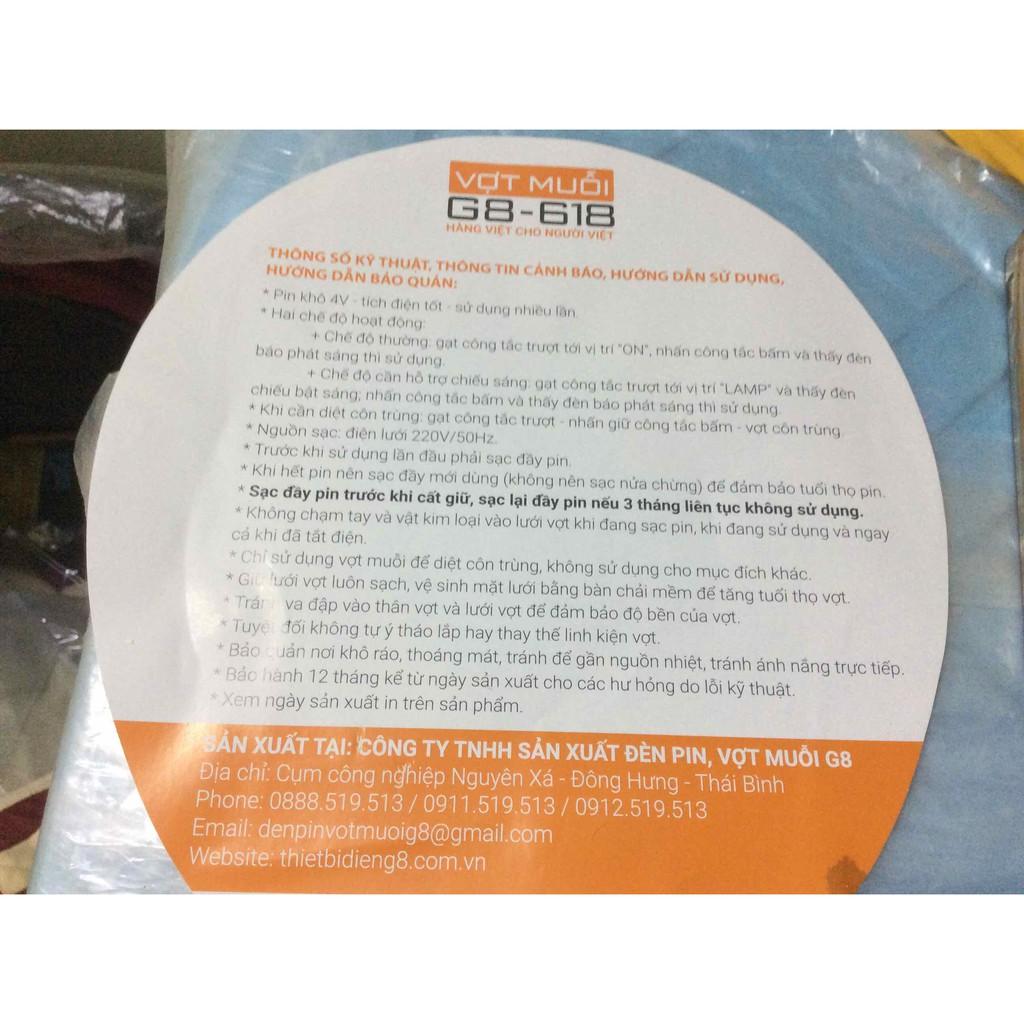 VỢT MUỖI
G8-618
HÀNG VIỆT CHO NGƯỜI VIỆT
THÔNG SỐ KỸ THUẬT, THÔNG TIN CẢNH BÁO, HƯỚNG DẪN SỬ DỤNG,
HƯỚNG DẪN BẢO QUẢN:
* Pin khô 4V - tích điện tốt - sử dụng nhiều lần.
* Hai chế độ hoạt động:
+ Chế độ thường: gạt công tắc trượt tới vị trí "ON", nhấn công tắc bấm và thấy đèn
báo phát sáng thì sử dụng.
+ Chế độ cần hỗ trợ chiếu sáng: gạt công tắc trượt tới vị trí "LAMP" và thấy đèn
chiếu bật sáng; nhấn công tắc bấm và thấy đèn báo phát sáng thì sử dụng.
* Khi cần diệt côn trùng: gạt công tắc trượt - nhấn giữ công tắc bấm - vợt côn trùng.
* Nguồn sạc: điện lưới 220V/50Hz.
* Trước khi sử dụng lần đầu phải sạc đầy pin.
* Khi hết pin nên sạc đầy mới dùng (không nên sạc nửa chừng) để đảm bảo tuổi thọ pin.
* Sạc đầy pin trước khi cất giữ, sạc lại đầy pin nếu 3 tháng liên tục không sử dụng.
* Không chạm tay và vật kim loại vào lưới vợt khi đang sạc pin, khi đang sử dụng và ngay
cả khi đã tắt điện.
* Chỉ sử dụng vợt muỗi để diệt côn trùng, không sử dụng cho mục đích khác.
* Giữ lưới vợt luôn sạch, vệ sinh mặt lưới bằng bàn chải mềm để tăng tuổi thọ vợt.
* Tránh va đập vào thân vợt và lưới vợt để đảm bảo độ bền của vợt.
* Tuyệt đối không tự ý tháo lắp hay thay thế linh kiện vợt.
* Bảo quản nơi khô ráo, thoáng mát, tránh để gần nguồn nhiệt, tránh ánh nắng trực tiếp.
* Bảo hành 12 tháng kể từ ngày sản xuất cho các hư hỏng do lỗi kỹ thuật.
* Xem ngày sản xuất in trên sản phẩm.
SẢN XUẤT TẠI: CÔNG TY TNHH SẢN XUẤT ĐÈN PIN, VỢT MUỖI G8
Địa chỉ: Cụm công nghiệp Nguyên Xá - Đông Hưng - Thái Bình
Phone: 0888.519.513 / 0911.519.513 / 0912.519.513
Email: denpinvotmuoig8@gmail.com
Website: thietbidieng8.com.vn